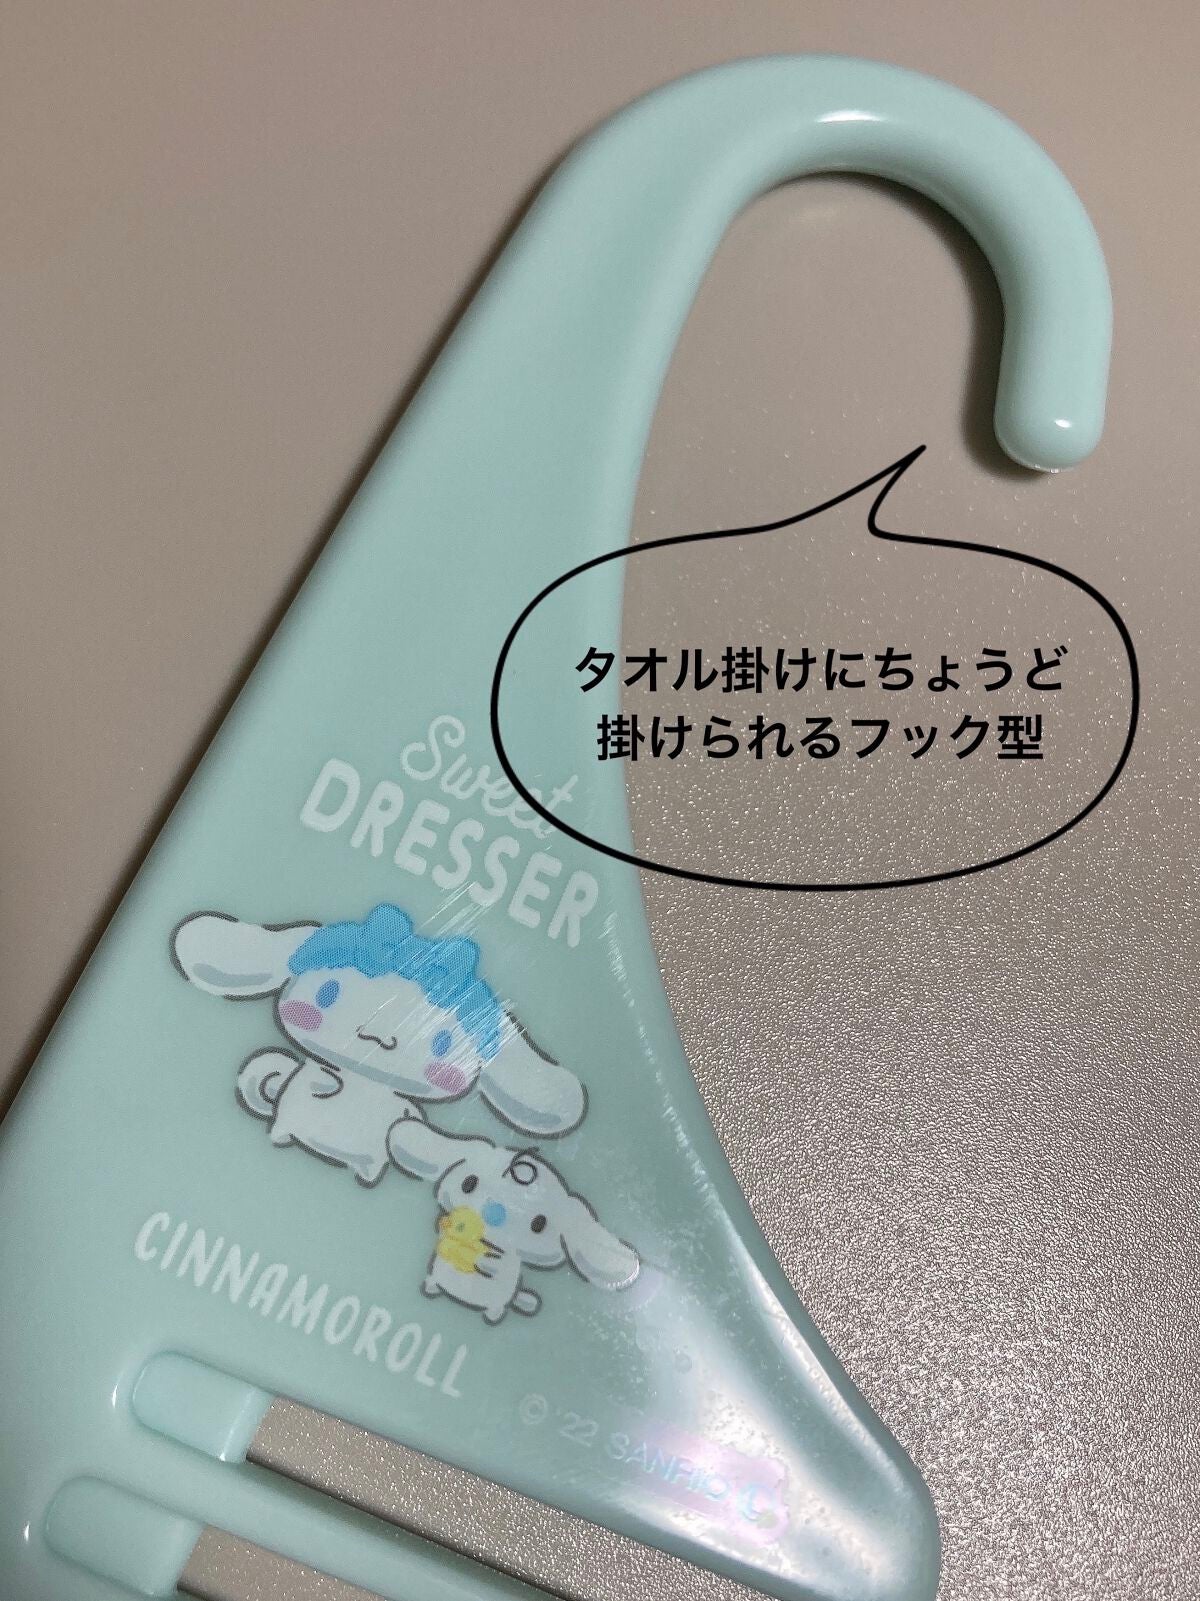 タオル掛けにちょうど
掛けられるフック型
Sweet
DRESSER
CINNAMOROLL
© '22 SANRIO